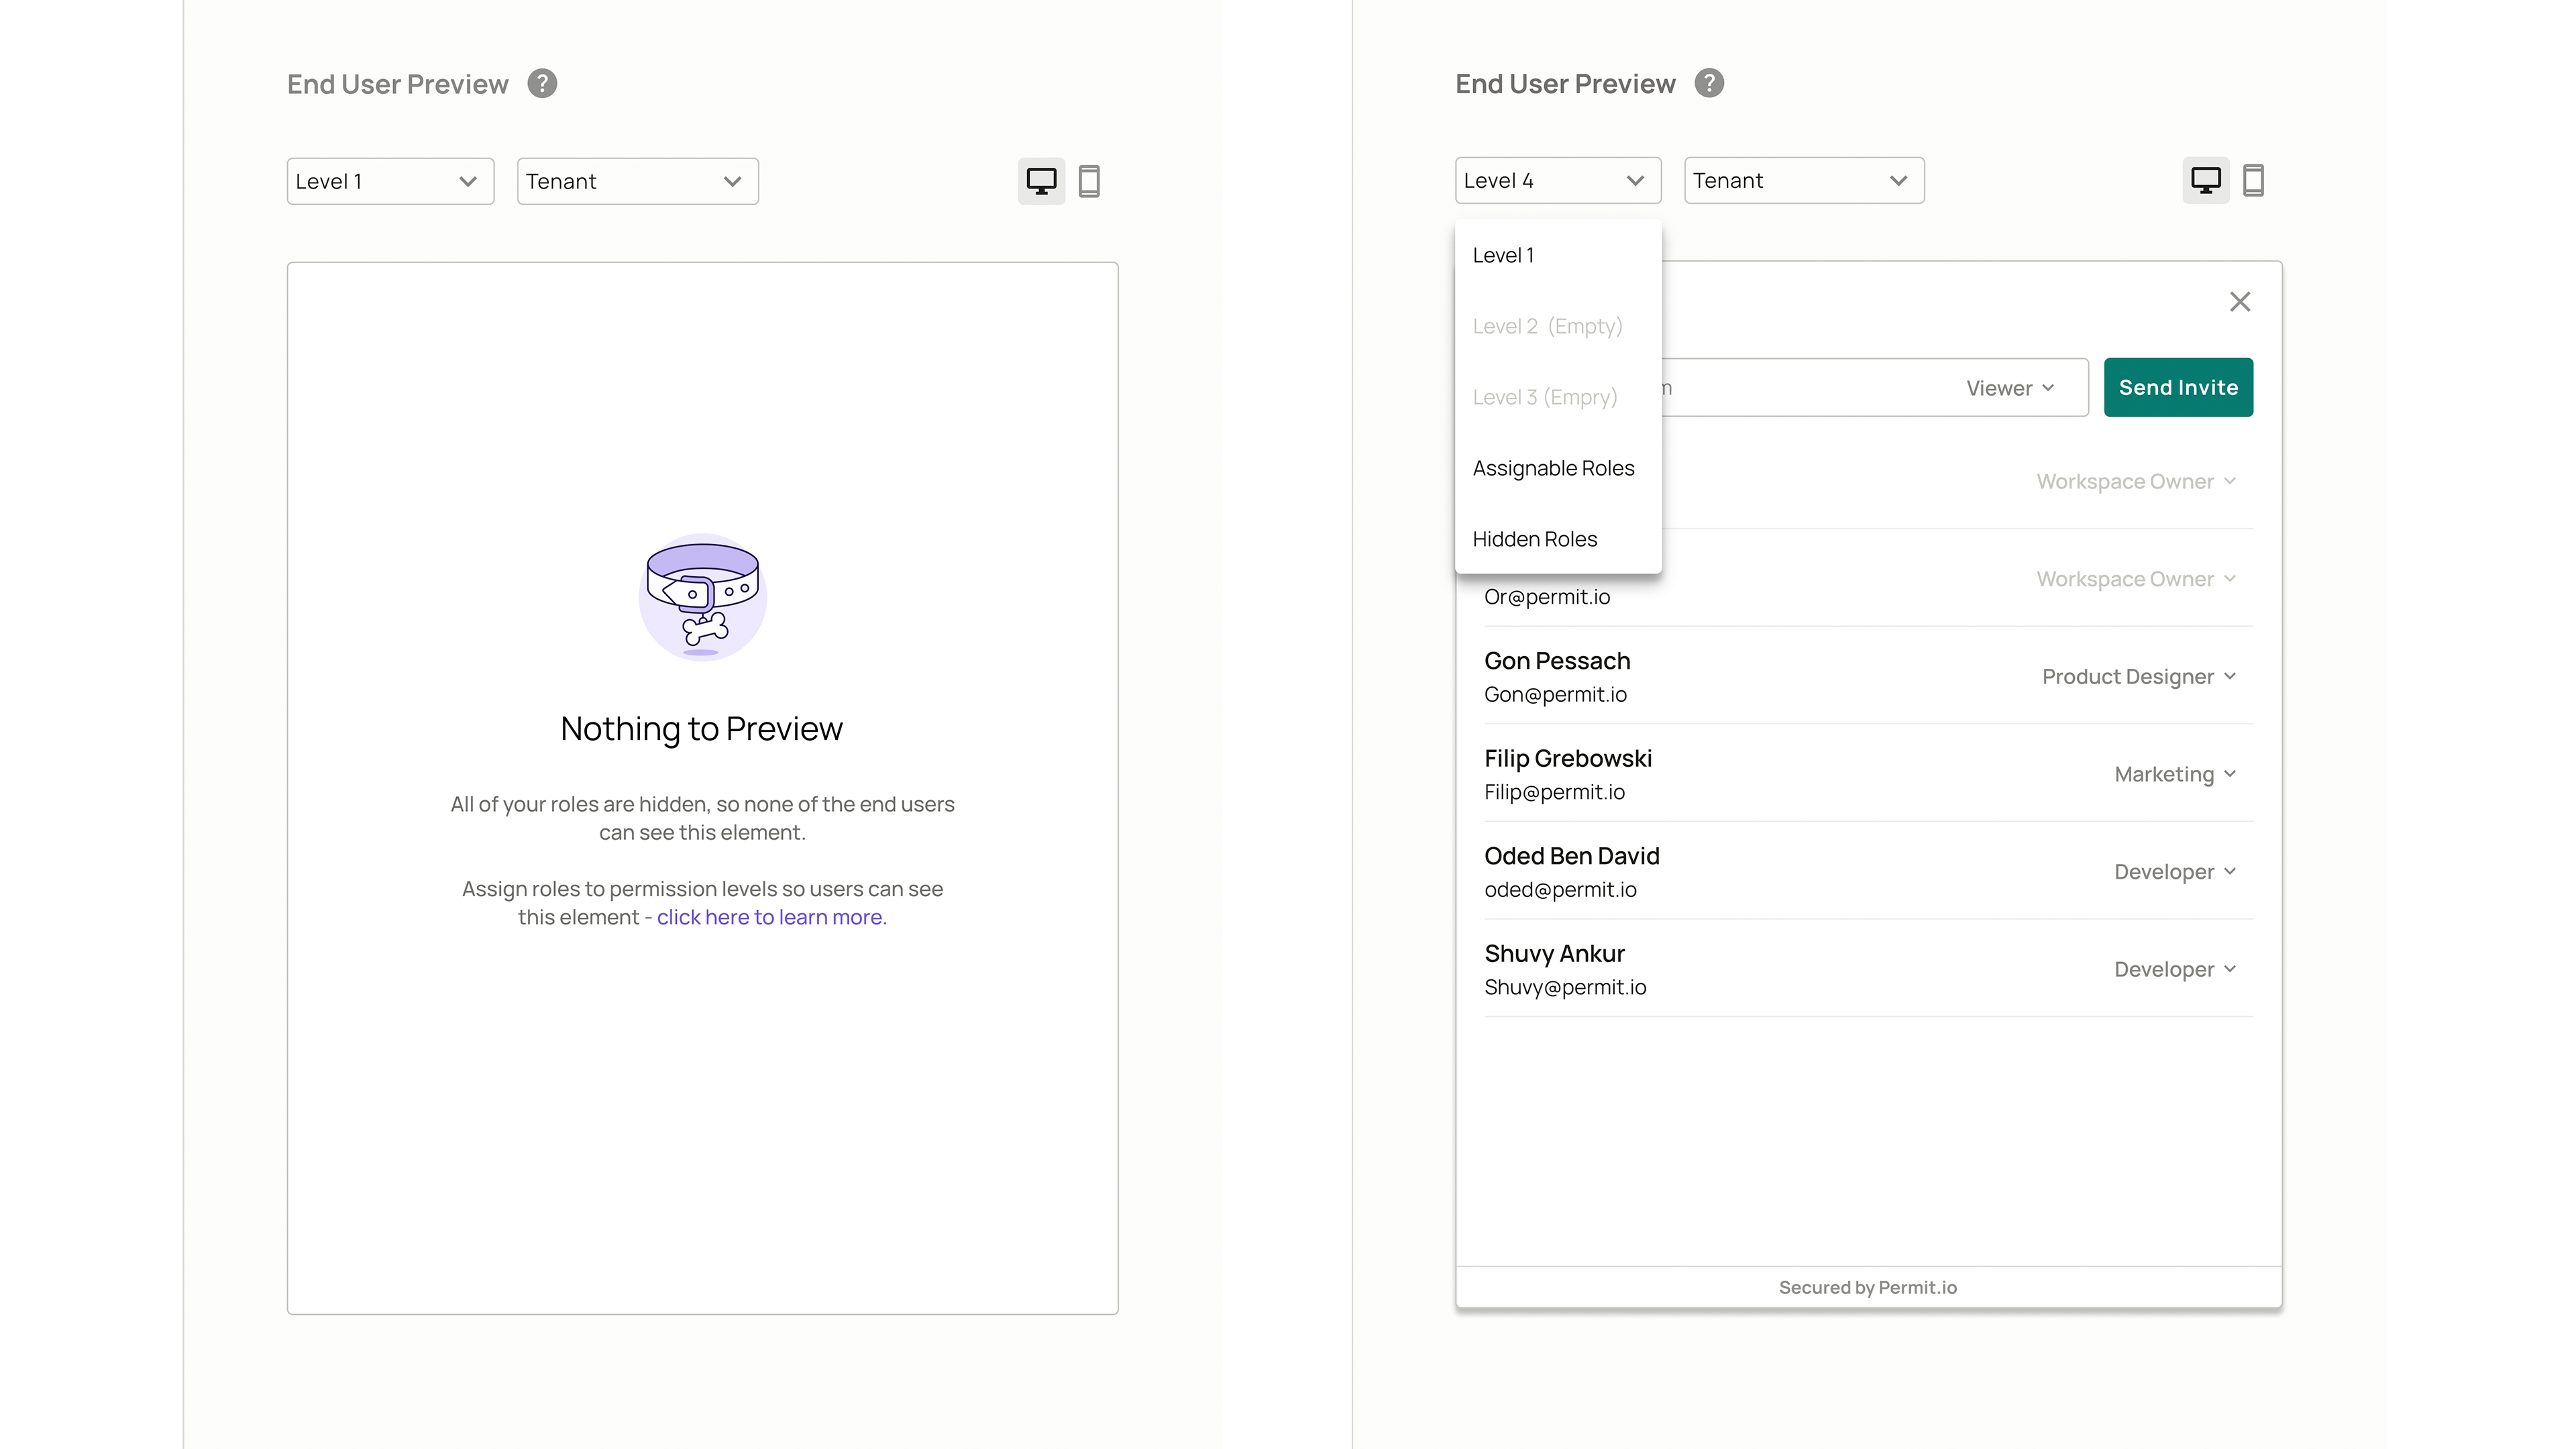 End User Preview ?
Level 1
Tenant
Nothing to Preview
All of your roles are hidden, so none of the end users
can see this element.
Assign roles to permission levels so users can see
this element - click here to learn more.
End User Preview ?
Level 4
Tenant
Level 1
Level 2 (Empty)
Level 3 (Empry)
Assignable Roles
Hidden Roles
Viewer
Send Invite
Workspace Owner
Workspace Owner
Or@permit.io
Gon Pessach
Gon@permit.io
Product Designer
Filip Grebowski
Filip@permit.io
Marketing
Oded Ben David
oded@permit.io
Developer
Shuvy Ankur
Shuvy@permit.io
Developer
Secured by Permit.io